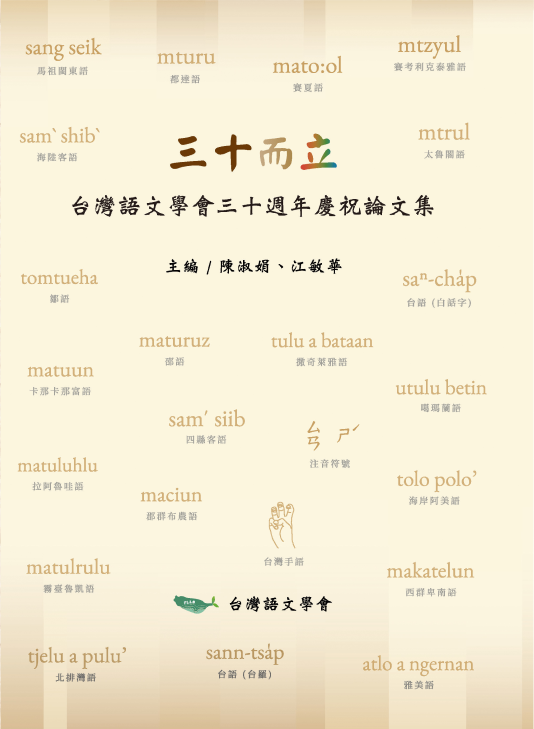 sang seik
馬祖閩東語
mturu
都達語
mato:ol
賽夏語
mtzyul
賽考利克泰雅語
samˋ shibˋ
海陸客語
三十而立
mtrul
太魯閣語
台灣語文學會三十週年慶祝論文集
主編 / 陳淑娟、江敏華
tomtueha
鄒語
saⁿ-cha̍p
台語 (白話字)
maturuz
邵語
tulu a bataan
撒奇萊雅語
matuun
卡那卡那富語
utulu betin
噶瑪蘭語
samˊ siib
四縣客語
ㄙㄢ ㄕˊ
注音符號
matuluhlu
拉阿魯哇語
maciun
郡群布農語
atlo polo’
海岸阿美語
台灣手語
matulrulu
霧臺魯凱語
makatelun
西群卑南語
台灣語文學會
tjelu a pulu’
北排灣語
sann-tsa̍p
台語 (台羅)
atlo a ngernan
雅美語